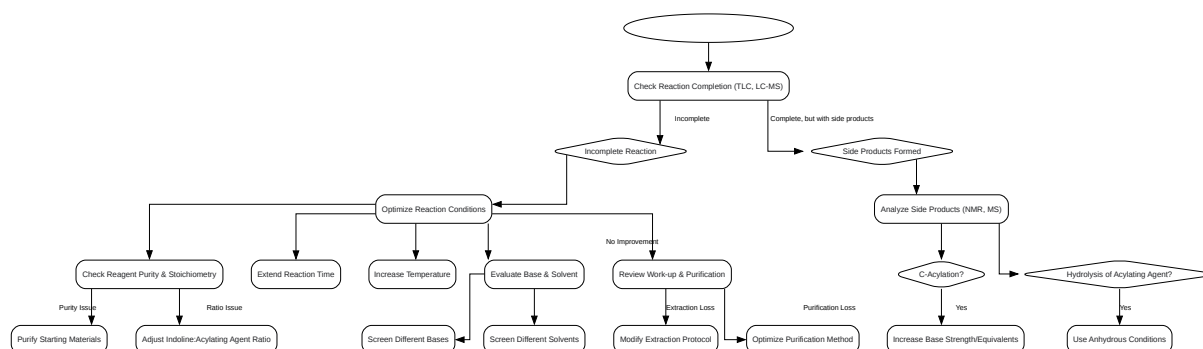 Check Reaction Completion (TLC, LC-MS)
Incomplete
Complete, but with side products
Incomplete Reaction
Side Products Formed
Optimize Reaction Conditions
Analyze Side Products (NMR, MS)
No Improvement
Check Reagent Purity & Stoichiometry
Extend Reaction Time
Increase Temperature
Evaluate Base & Solvent
Review Work-up & Purification
C-Acylation?
Hydrolysis of Acylating Agent?
Purity Issue
Ratio Issue
Extraction Loss
Purification Loss
Yes
Yes
Purify Starting Materials
Adjust Indoline:Acylating Agent Ratio
Screen Different Bases
Screen Different Solvents
Modify Extraction Protocol
Optimize Purification Method
Increase Base Strength/Equivalents
Use Anhydrous Conditions